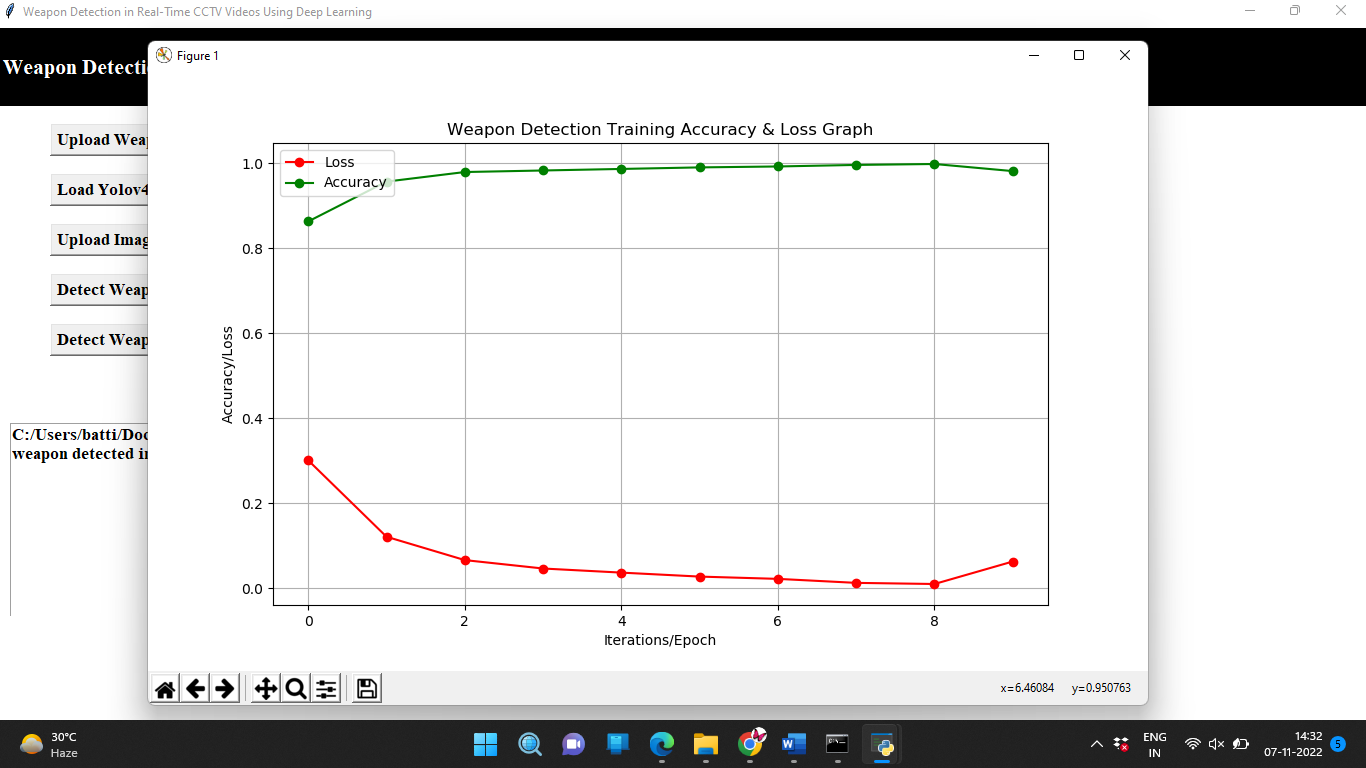 Weapon Detection in Real-Time CCTV Videos Using Deep Learning
Weapon Detecti
Figure 1
Upload Wea
Load Yolov4
Upload Imag
Detect Weap
Detect Weap
C:/Users/batti/Doc
weapon detected in
Weapon Detection Training Accuracy & Loss Graph
Loss
Accuracy
1.0
0.8
0.6
0.4
0.2
0.0
Accuracy/Loss
0 2 4 6 8
Iterations/Epoch
x=6.46084 y=0.950763
30°C
Haze
ENG
IN
14:32
07-11-2022
5